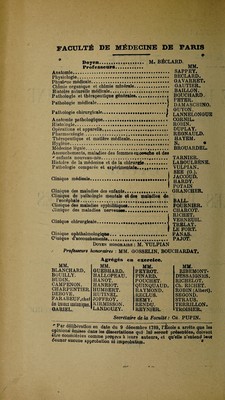 FACULTÉ DE MÉDECINE DE PARIS
Doyen M. BÉCLARD.
Professeurs. MM.
Anatomie SAPPEY.
Physiologie BÉCLARD.
Physique médicale GAVARRET.
Chimie organique et chimie minérale GAUTIER.
Histoire naturelle médicale BAILLON.
Pathologie et thérapeutique générales BOUCHARD.
Pathologie médicale PETER.
DAMASCHINO.
Pathologie chirurgicale GUYON.
LANNELONGUE
Anatomie pathologique CORNIL.
Histologie ROBIN.
Opérations et appareils DUPLAY.
Pharmacologie REGNAULD.
Thérapeutique et matière médicale HAYEM.
Hygiène
Médecine légale BROUARDEL.
Accouchements, maladies des femmes et des
enfants nouveau-nés TARNIER.
Histoire de la médecine et de la chirurgie LABOULBÈNE.
Pathologie comparée et expérimentale VULPIAN.
Clinique médicale SÉE (G.).
JACCOUD.
HARDY.
POTAIN
Clinique des maladies des enfants GRANCHER.
Clinique de pathologie mentale et des maladies de
l'encéphale BALL
Clinique des maladies syphilitiques FOURNIER.
Clinique des maladies nerveuses CHARCOT.
Clinique chirurgicale RICHET.
VERNEUIL
TRÉLAT.
LE FORT.
Clinique ophthalmologique PANAS.
Clinique d'accouchements PAJOT.
DOYEN HONORAIRE : M. VULPIAN
Professeurs honoraires : MM. GOSSELIN, BOUCHARDAT.
Agrégés en exercice.
MM. MM. MM. MM.
BLANCHARD. GUEBHARD. PEYROT. RIBEMONT-
BOUILLY. HALLOPEAU. PINARD. DESSAIGNES.
BUDIN. HANOT POUCHET RICHELOT.
CAMPENON. HANRIOT. QUINQUAUD. Ch. RICHET.
CHARPENTIER. HUMBERT. RAYMOND. ROBIN (Albert).
DEBOVE. HUTINEL. RECLUS. SEGOND.
FARABEUF, chef JOFFROY. REMY. STRAUS.
des travaux anatomiques. KIRMISSON. RENDU. TERRILLON.
GARIEL. LANDOUZY. REYNIER. VIROSHIE.
Secrétaire de la Faculté : Ch. PUPIN.
Par délibération en date du 9 décembre 1798, l'École a arrêté que les
opinions émises dans les dissertations qui lui seront présentées, doivent
être considérées comme propres à leurs auteurs, et qu'elle n'entend leur
donner aucune approbation ni improbation.